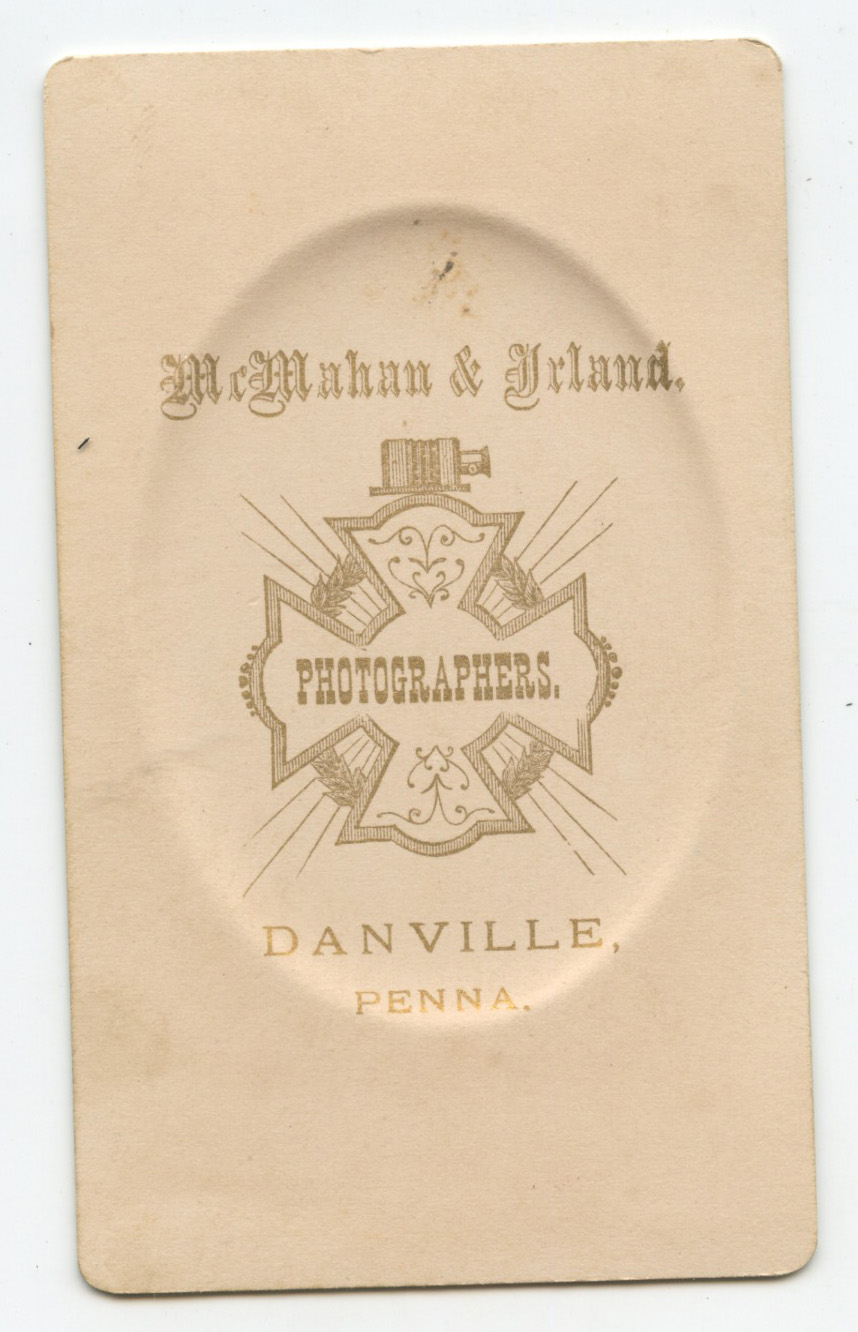 McMahan & Irland.
PHOTOGRAPHERS.
DANVILLE,
PENNA.